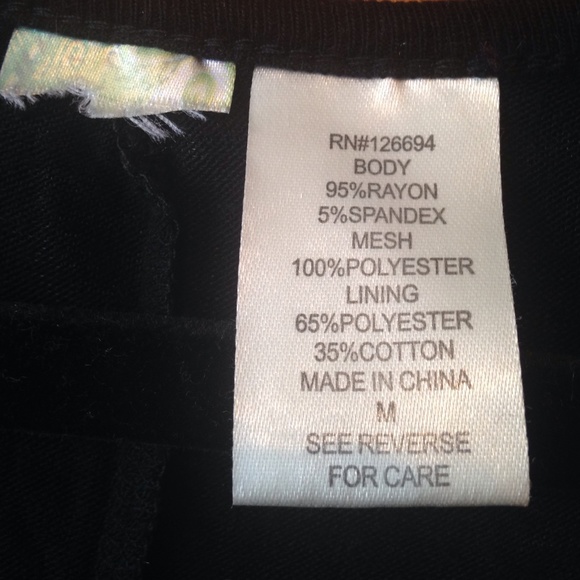 RN#126694
BODY
95%RAYON
5%SPANDEX
MESH
100%POLYESTER
LINING
65%POLYESTER
35%COTTON
MADE IN CHINA
M
SEE REVERSE
FOR CARE